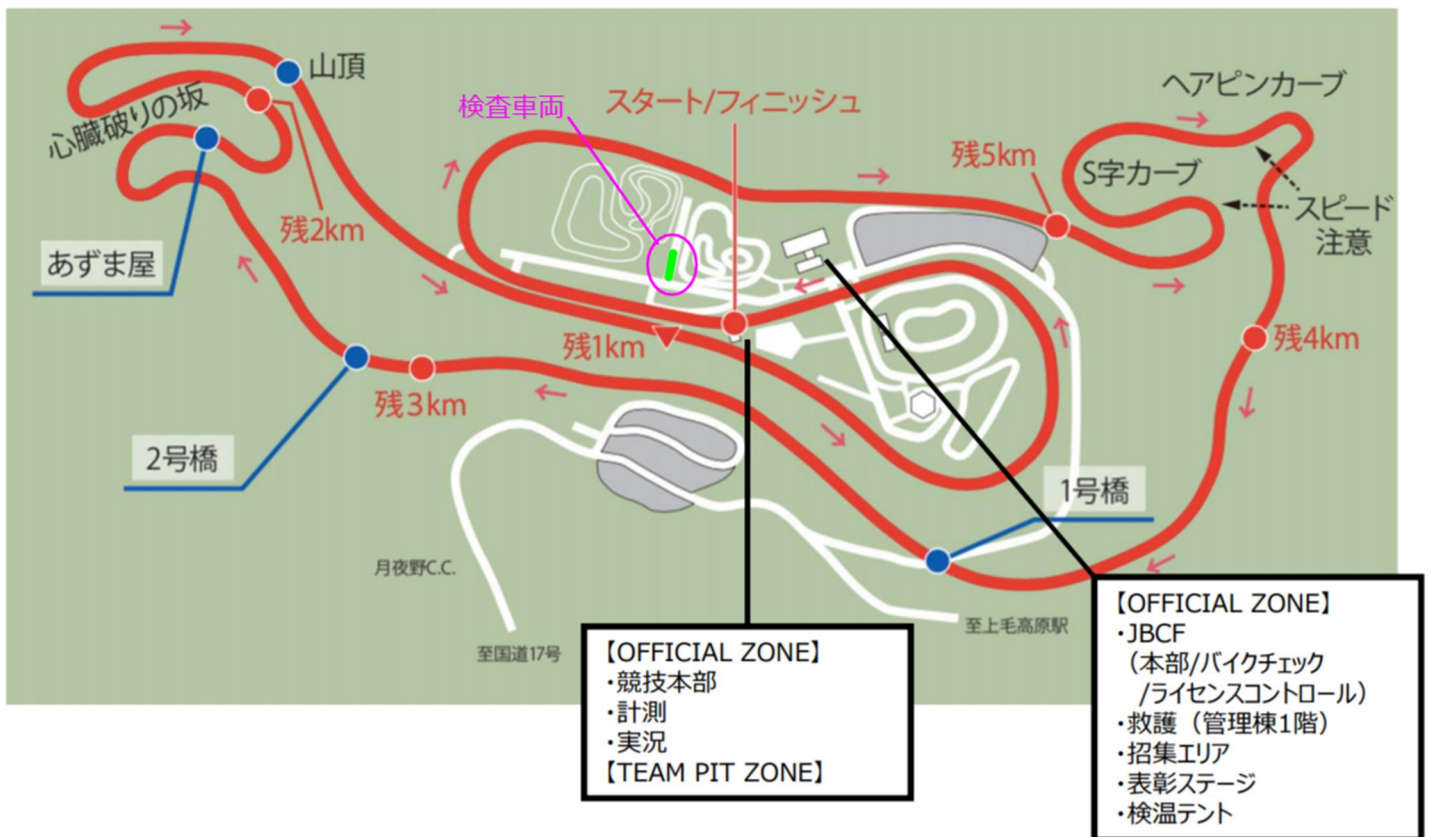 山頂
検査車両
スタート/フィニッシュ
ヘアピンカーブ
心臓破りの坂
残5km
S字カーブ
スピード
注意
残2km
あずま屋
残1km
残4km
残3km
2号橋
1号橋
月夜野C.C.
至国道17号
至上毛高原駅
【OFFICIAL ZONE】
・競技本部
・計測
・実況
【TEAM PIT ZONE】
【OFFICIAL ZONE】
・JBCF
（本部/バイクチェック
/ライセンスコントロール）
・救護（管理棟1階）
・招集エリア
・表彰ステージ
・検温テント